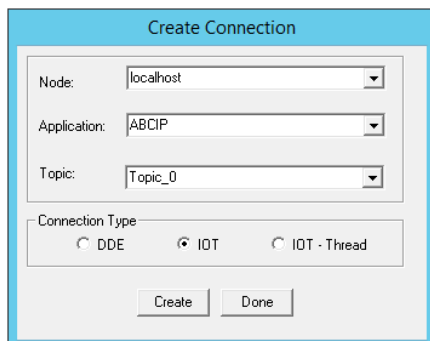 Create Connection
Node: localhost
Application: ABCIP
Topic: Topic_0
Connection Type
DDE IOT IOT - Thread
Create Done